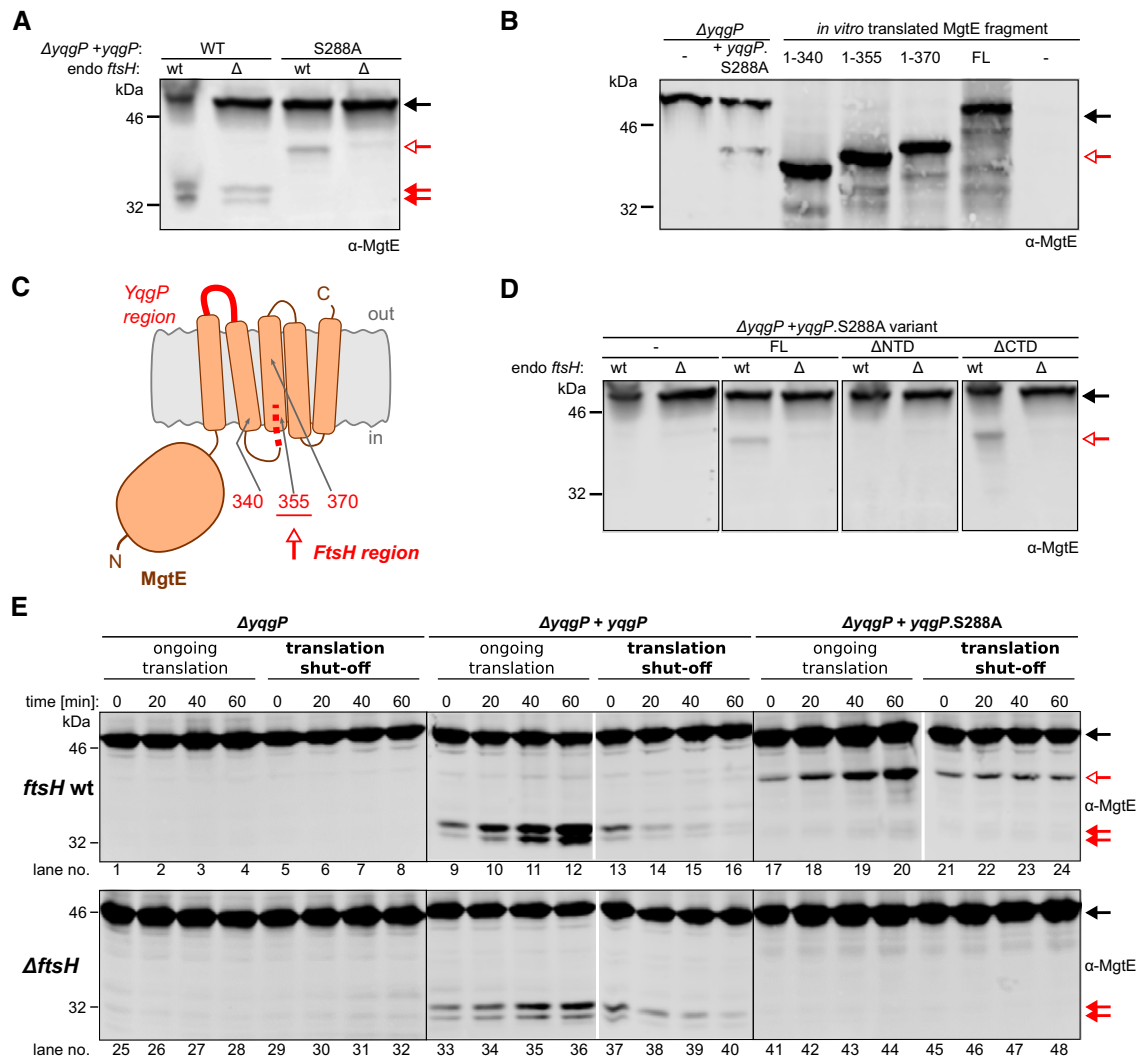 A
ΔyqgP +yqgP: WT S288A
endo ftsH: wt Δ wt Δ
kDa
46
32
α-MgtE
B
ΔyqgP in vitro translated MgtE fragment
- + yqgP.S288A 1-340 1-355 1-370 FL -
kDa
46
32
α-MgtE
C
YqgP region
C
out
in
340 355 370
FtsH region
N
MgtE
D
ΔyqgP +yqgP.S288A variant
- FL ΔNTD ΔCTD
endo ftsH: wt Δ wt Δ wt Δ wt Δ
kDa
46
32
α-MgtE
E
ΔyqgP ΔyqgP + yqgP ΔyqgP + yqgP.S288A
ongoing translation translation shut-off ongoing translation translation shut-off ongoing translation translation shut-off
time [min]: 0 20 40 60 0 20 40 60 0 20 40 60 0 20 40 60 0 20 40 60 0 20 40 60
kDa
46
ftsH wt
α-MgtE
32
lane no. 1 2 3 4 5 6 7 8 9 10 11 12 13 14 15 16 17 18 19 20 21 22 23 24
46
ΔftsH
α-MgtE
32
lane no. 25 26 27 28 29 30 31 32 33 34 35 36 37 38 39 40 41 42 43 44 45 46 47 48